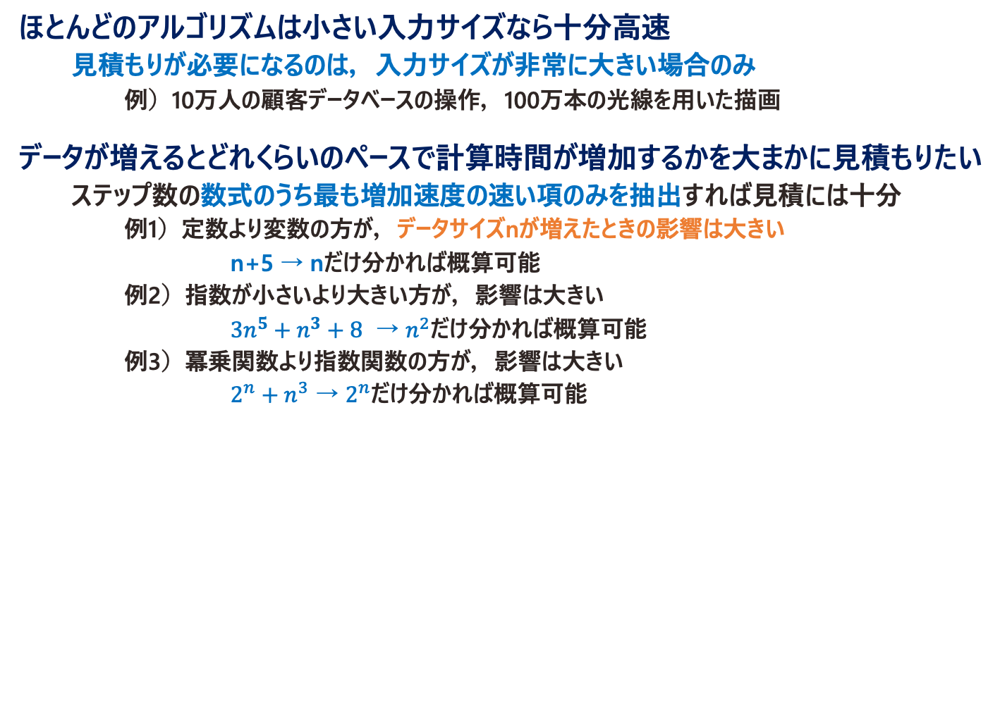 ほとんどのアルゴリズムは小さい入力サイズなら十分高速
見積もりが必要になるのは，入力サイズが非常に大きい場合のみ
例）10万人の顧客データベースの操作，100万本の光線を用いた描画
データが増えるとどれくらいのペースで計算時間が増加するかを大まかに見積もりたい
ステップ数の数式のうち最も増加速度の速い項のみを抽出すれば見積には十分
例1）定数より変数の方が，データサイズnが増えたときの影響は大きい
n+5 → nだけ分かれば概算可能
例2）指数が小さいより大きい方が，影響は大きい
3n⁵ + n³ + 8 → n²だけ分かれば概算可能
例3）冪乗関数より指数関数の方が，影響は大きい
2ⁿ + n³ → 2ⁿだけ分かれば概算可能